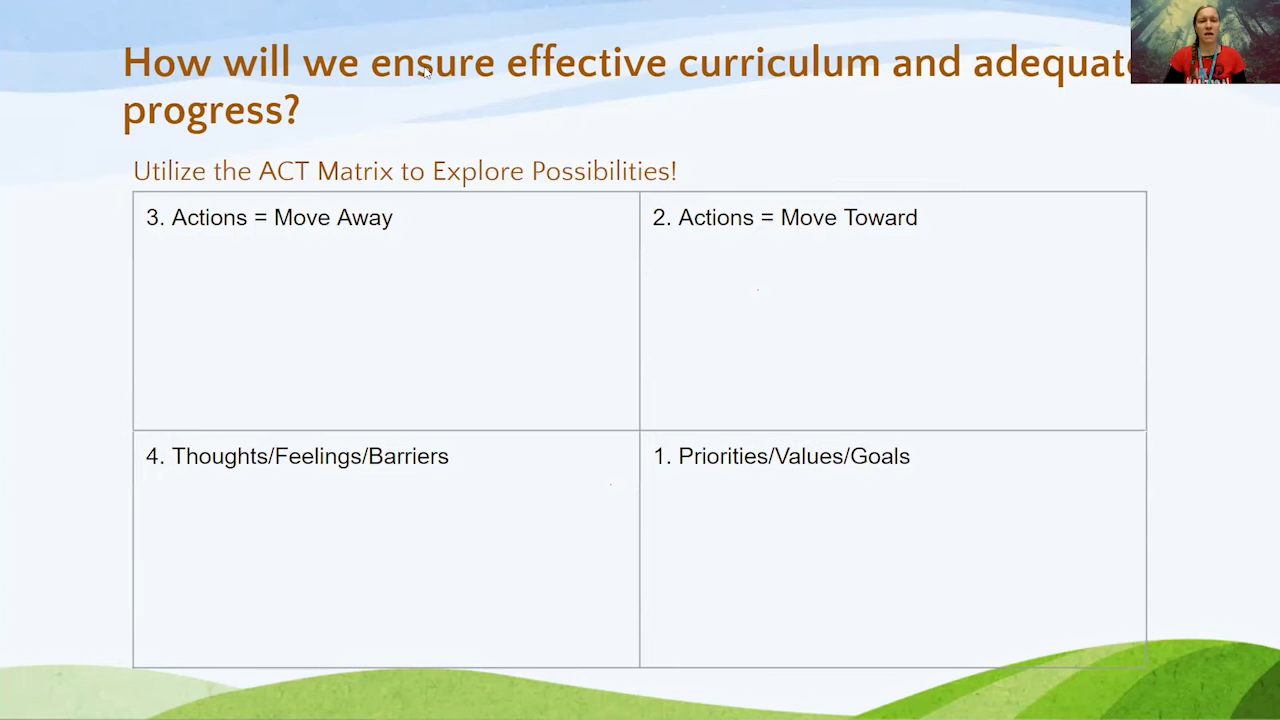 How will we ensure effective curriculum and adequate
progress?
Utilize the ACT Matrix to Explore Possibilities!
3. Actions = Move Away
2. Actions = Move Toward
4. Thoughts/Feelings/Barriers
1. Priorities/Values/Goals